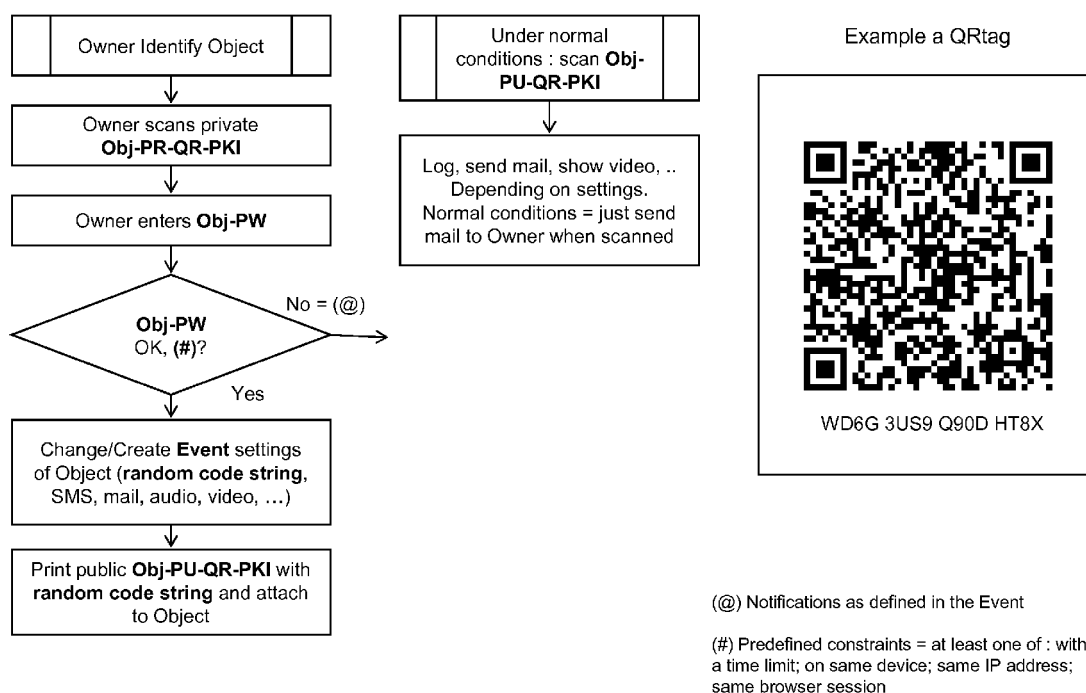 Owner Identify Object
Owner scans private
Obj-PR-QR-PKI
Owner enters Obj-PW
No = (@)
Obj-PW
OK, (#)?
Yes
Change/Create Event settings
of Object (random code string,
SMS, mail, audio, video, …)
Print public Obj-PU-QR-PKI with
random code string and attach
to Object
Under normal
conditions : scan Obj-
PU-QR-PKI
Log, send mail, show video, ..
Depending on settings.
Normal conditions = just send
mail to Owner when scanned
Example a QRtag
WD6G 3US9 Q90D HT8X
(@) Notifications as defined in the Event
(#) Predefined constraints = at least one of : with
a time limit; on same device; same IP address;
same browser session